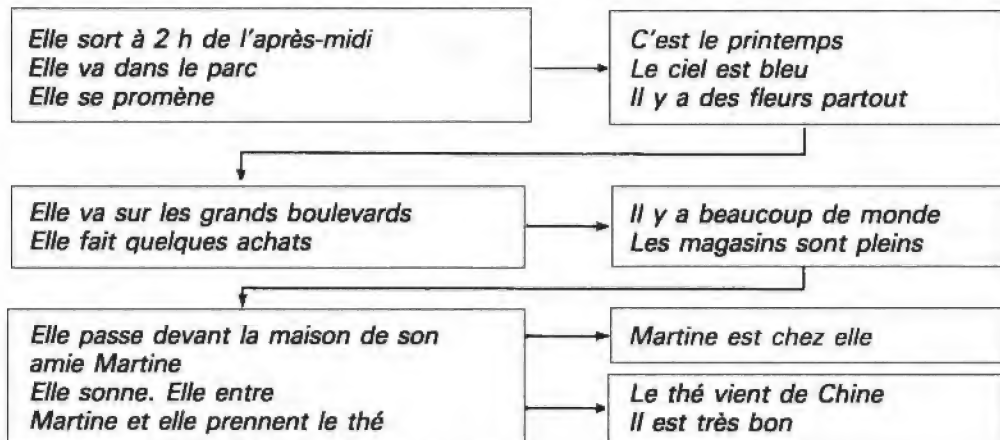 Elle sort à 2 h de l'après-midi
Elle va dans le parc
Elle se promène
C'est le printemps
Le ciel est bleu
Il y a des fleurs partout
Elle va sur les grands boulevards
Elle fait quelques achats
Il y a beaucoup de monde
Les magasins sont pleins
Elle passe devant la maison de son
amie Martine
Elle sonne. Elle entre
Martine et elle prennent le thé
Martine est chez elle
Le thé vient de Chine
Il est très bon